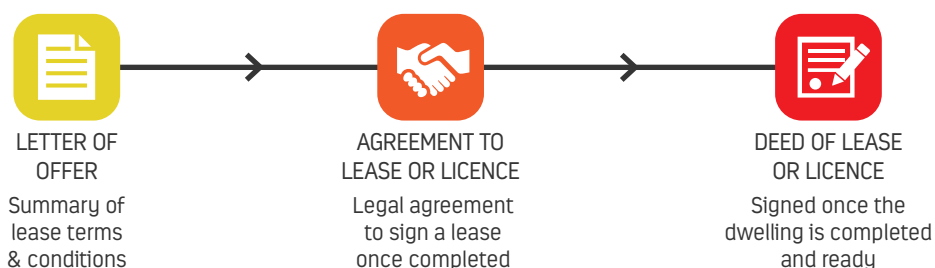 LETTER OF
OFFER
Summary of
lease terms
& conditions
AGREEMENT TO
LEASE OR LICENCE
Legal agreement
to sign a lease
once completed
DEED OF LEASE
OR LICENCE
Signed once the
dwelling is completed
and ready